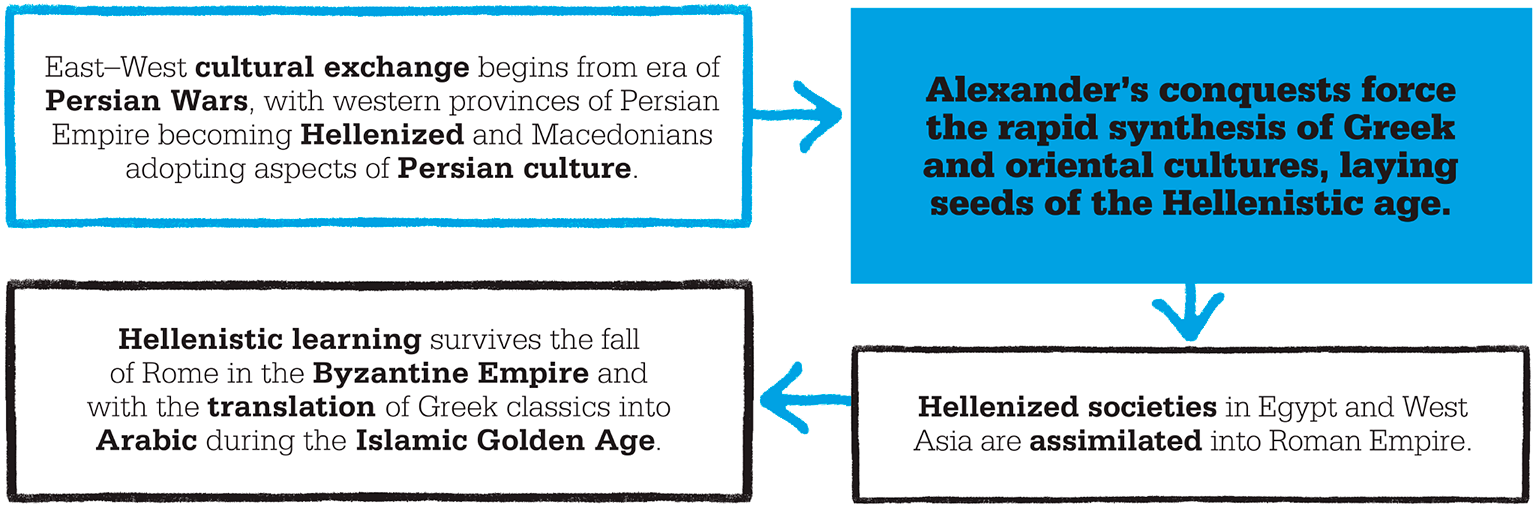 East–West cultural exchange begins from era of
Persian Wars, with western provinces of Persian
Empire becoming Hellenized and Macedonians
adopting aspects of Persian culture.
Alexander’s conquests force
the rapid synthesis of Greek
and oriental cultures, laying
seeds of the Hellenistic age.
Hellenized societies in Egypt and West
Asia are assimilated into Roman Empire.
Hellenistic learning survives the fall
of Rome in the Byzantine Empire and
with the translation of Greek classics into
Arabic during the Islamic Golden Age.